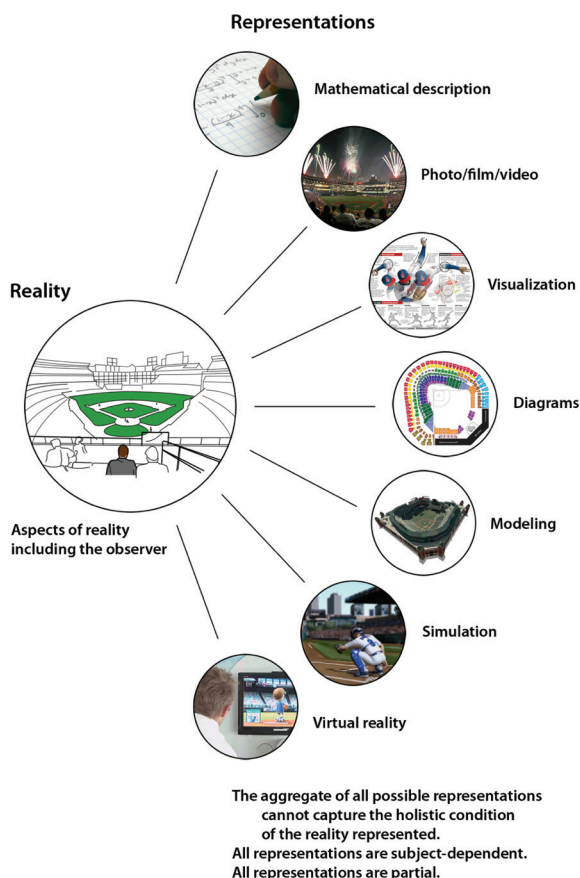 Representations
Mathematical description
Photo/film/video
Visualization
Reality
Diagrams
Aspects of reality
including the observer
Modeling
Simulation
Virtual reality
The aggregate of all possible representations
cannot capture the holistic condition
of the reality represented.
All representations are subject-dependent.
All representations are partial.